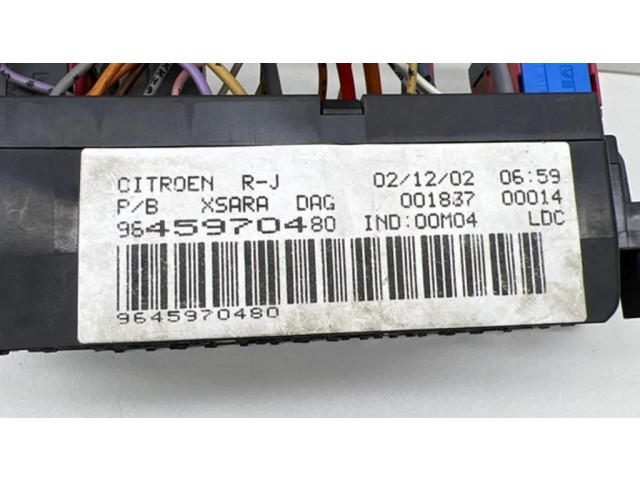 CITROEN R-J 02/12/02 06:59
P/B XSARA DAG 001837 00014
9645970480 IND:00M04 LDC
9645970480